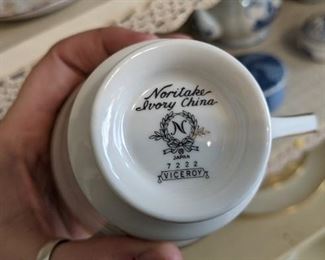 Noritake
Ivory China
N
JAPAN
7222
VICEROY